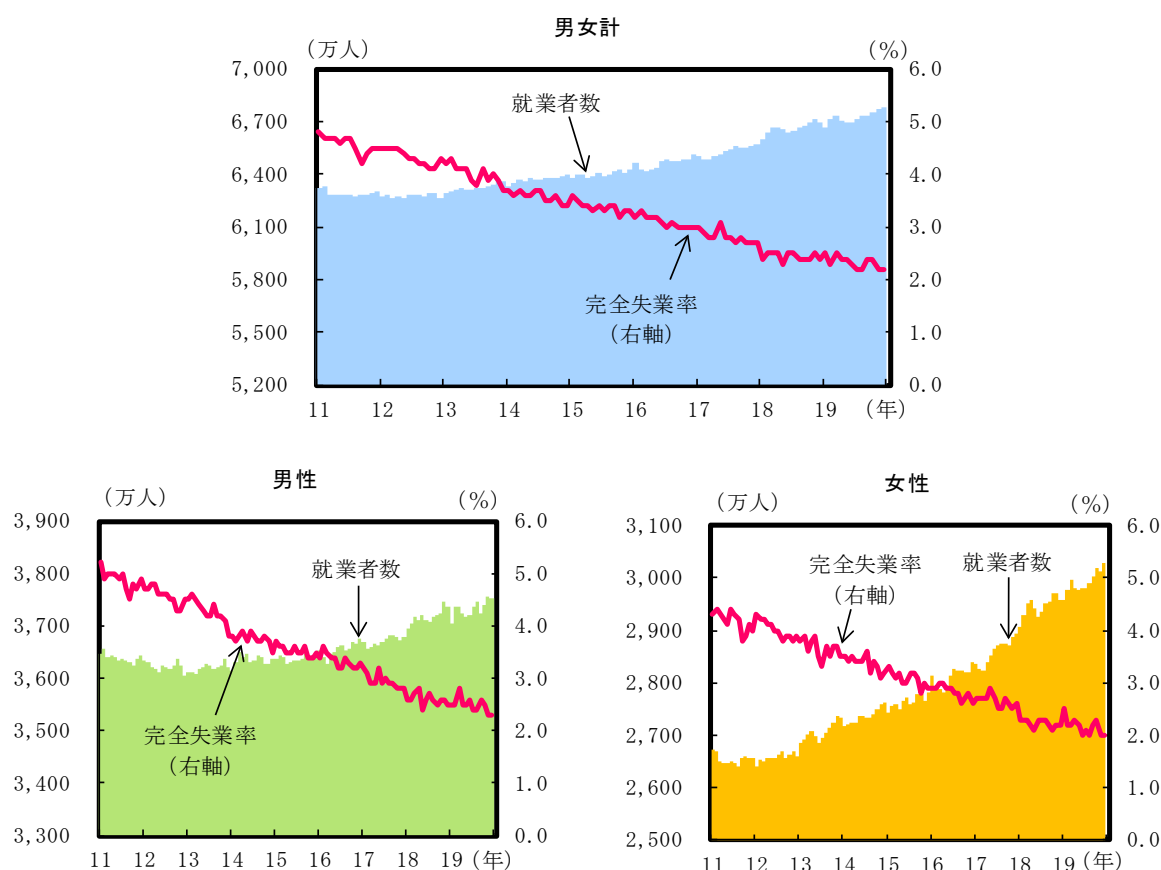 男女計
（万人）
（%）
7,000
6,700
6,400
6,100
5,800
5,500
5,200
6.0
5.0
4.0
3.0
2.0
1.0
0.0
就業者数
完全失業率
（右軸）
11 12 13 14 15 16 17 18 19 （年）
男性
（万人）
（%）
3,900
3,800
3,700
3,600
3,500
3,400
3,300
6.0
5.0
4.0
3.0
2.0
1.0
0.0
就業者数
完全失業率
（右軸）
11 12 13 14 15 16 17 18 19 （年）
女性
（万人）
（%）
3,100
3,000
2,900
2,800
2,700
2,600
2,500
6.0
5.0
4.0
3.0
2.0
1.0
0.0
完全失業率
（右軸）
就業者数
11 12 13 14 15 16 17 18 19 （年）